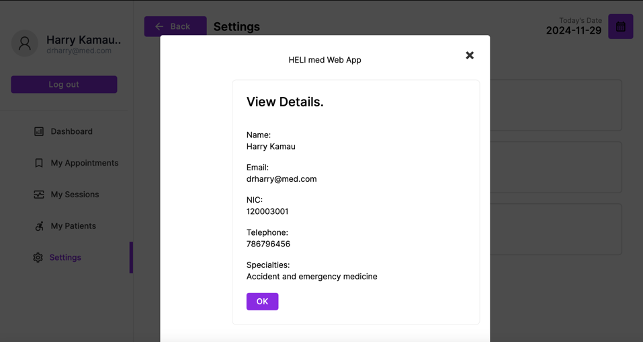 Harry Kamau..
drharry@med.com
Log out
Dashboard
My Appointments
My Sessions
My Patients
Settings
Back
Settings
Today's Date
2024-11-29
HELI med Web App
View Details.
Name:
Harry Kamau
Email:
drharry@med.com
NIC:
120003001
Telephone:
786796456
Specialties:
Accident and emergency medicine
OK